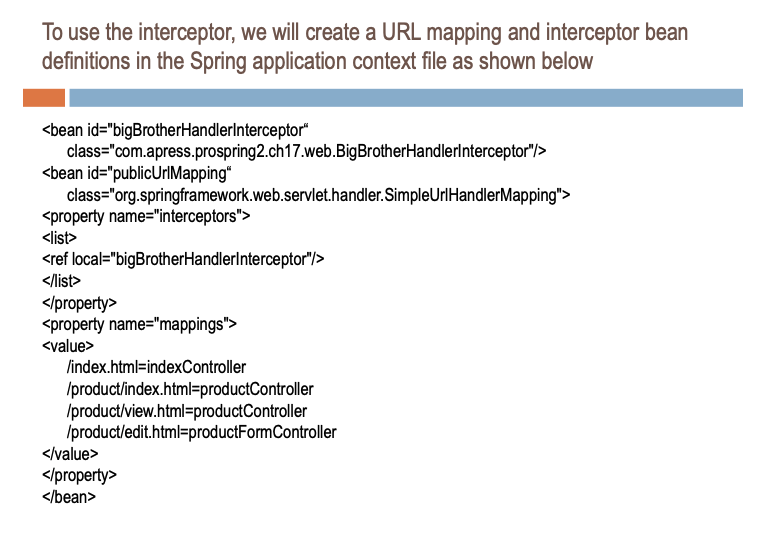 To use the interceptor, we will create a URL mapping and interceptor bean
definitions in the Spring application context file as shown below
<bean id="bigBrotherHandlerInterceptor“
class="com.apress.prospring2.ch17.web.BigBrotherHandlerInterceptor"/>
<bean id="publicUrlMapping“
class="org.springframework.web.servlet.handler.SimpleUrlHandlerMapping">
<property name="interceptors">
<list>
<ref local="bigBrotherHandlerInterceptor"/>
</list>
</property>
<property name="mappings">
<value>
/index.html=indexController
/product/index.html=productController
/product/view.html=productController
/product/edit.html=productFormController
</value>
</property>
</bean>